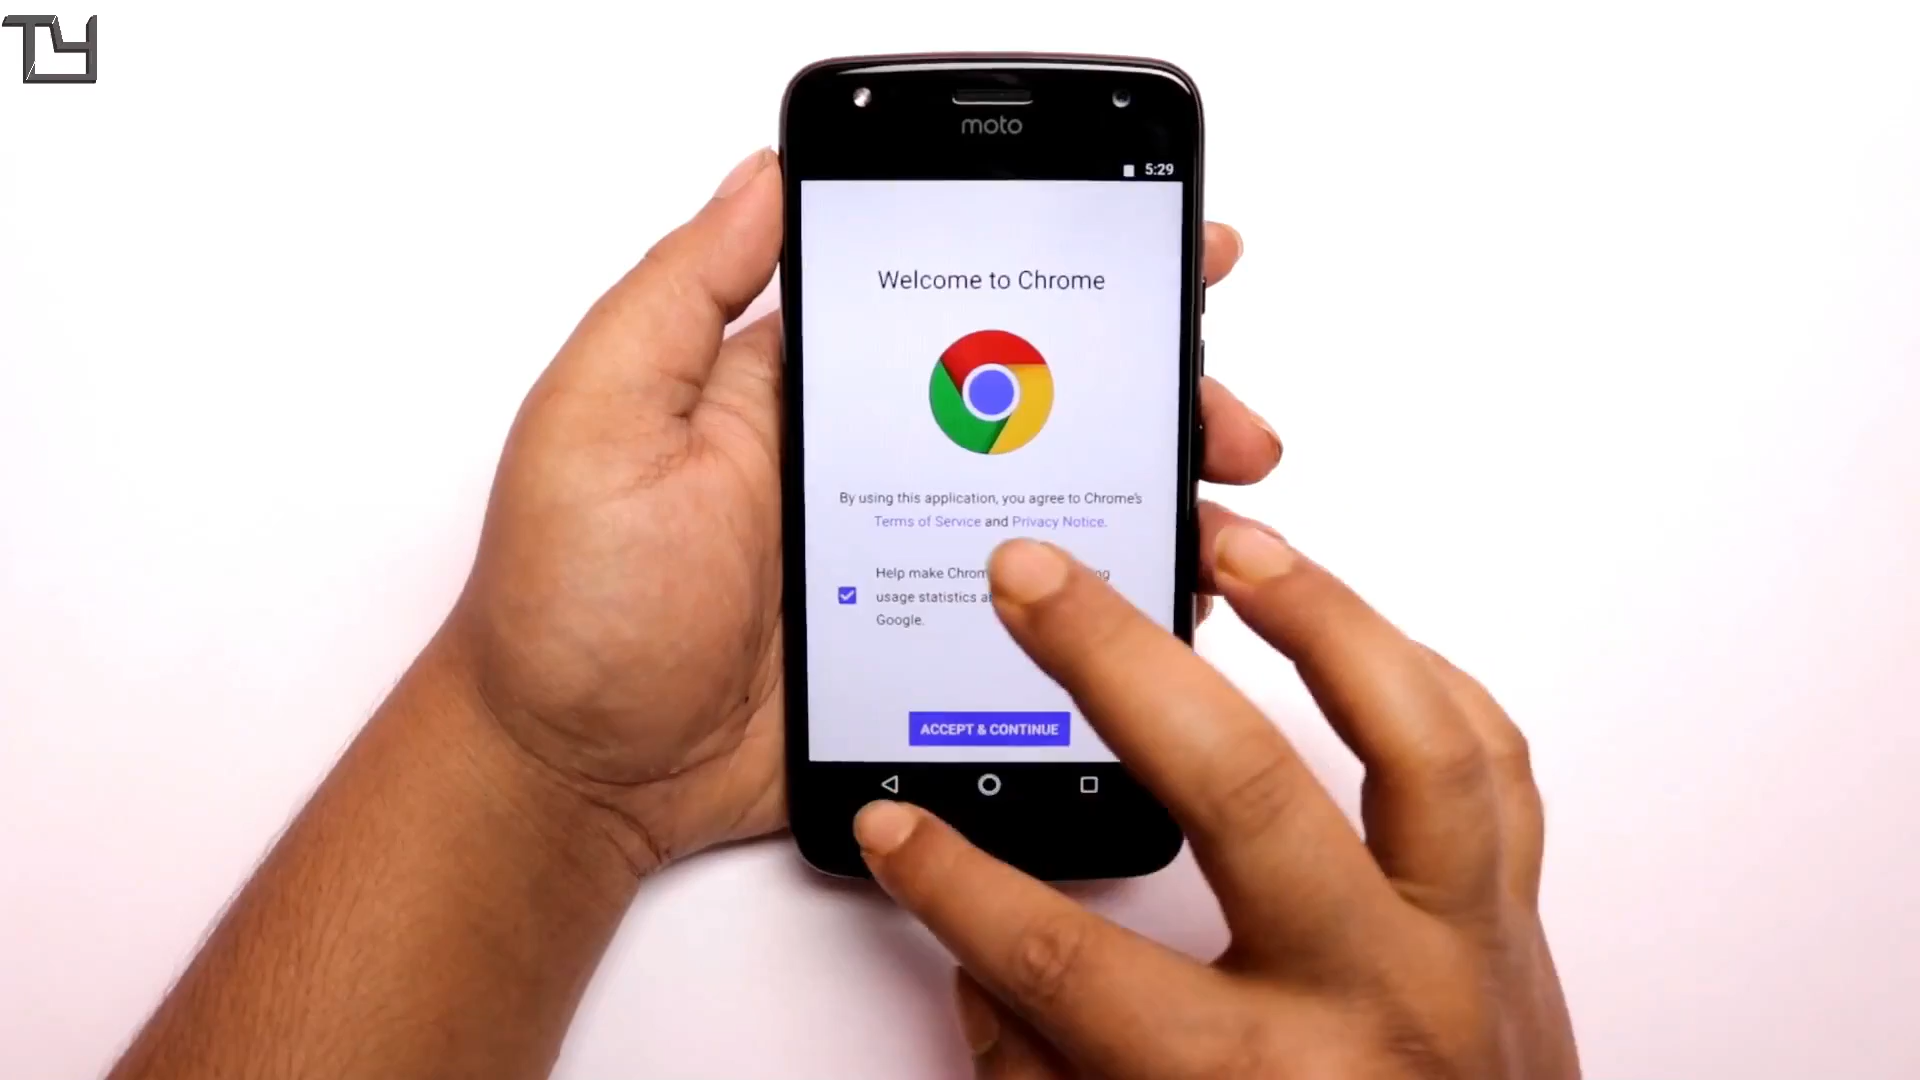 TY
moto
5:29
Welcome to Chrome
By using this application, you agree to Chrome's
Terms of Service and Privacy Notice.
Help make Chrom
usage statistics a
Google.
ACCEPT & CONTINUE